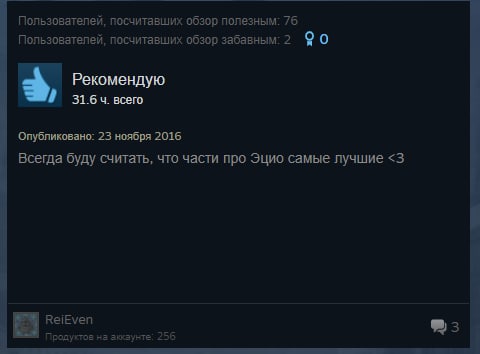 Пользователей, посчитавших обзор полезным: 76
Пользователей, посчитавших обзор забавным: 2 0
Рекомендую
31.6 ч. всего
Опубликовано: 23 ноября 2016
Всегда буду считать, что части про Эцио самые лучшие <3
ReiEven 3
Продуктов на аккаунте: 256